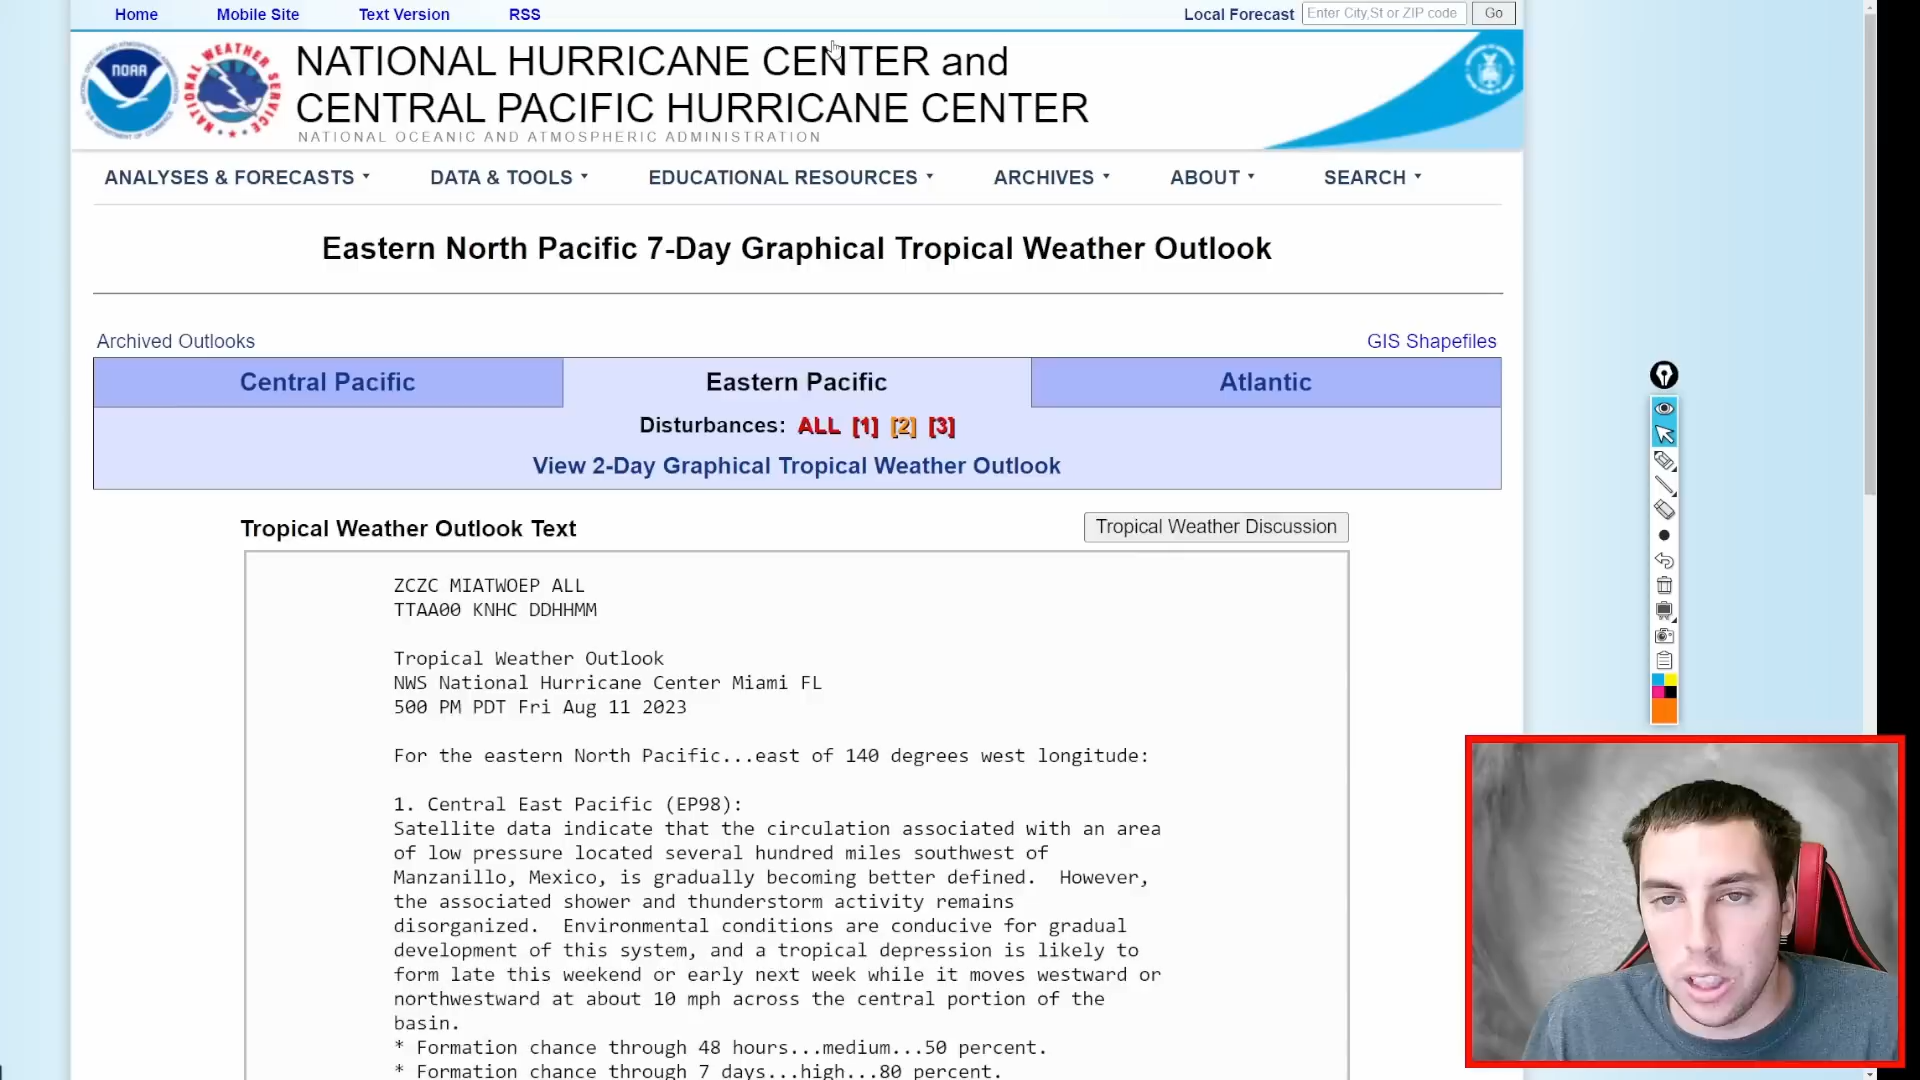 Home Mobile Site Text Version RSS Local Forecast Enter City,St or ZIP code Go
NOAA
NATIONAL WEATHER SERVICE
NATIONAL HURRICANE CENTER and
CENTRAL PACIFIC HURRICANE CENTER
NATIONAL OCEANIC AND ATMOSPHERIC ADMINISTRATION
ANALYSES & FORECASTS DATA & TOOLS EDUCATIONAL RESOURCES ARCHIVES ABOUT SEARCH
Eastern North Pacific 7-Day Graphical Tropical Weather Outlook
Archived Outlooks GIS Shapefiles
Central Pacific Eastern Pacific Atlantic
Disturbances: ALL [1] [2] [3]
View 2-Day Graphical Tropical Weather Outlook
Tropical Weather Outlook Text Tropical Weather Discussion
ZCZC MIATWOEP ALL
TTAA00 KNHC DDHHMM
Tropical Weather Outlook
NWS National Hurricane Center Miami FL
500 PM PDT Fri Aug 11 2023
For the eastern North Pacific...east of 140 degrees west longitude:
1. Central East Pacific (EP98):
Satellite data indicate that the circulation associated with an area
of low pressure located several hundred miles southwest of
Manzanillo, Mexico, is gradually becoming better defined. However,
the associated shower and thunderstorm activity remains
disorganized. Environmental conditions are conducive for gradual
development of this system, and a tropical depression is likely to
form late this weekend or early next week while it moves westward or
northwestward at about 10 mph across the central portion of the
basin.
* Formation chance through 48 hours...medium...50 percent.
* Formation chance through 7 days...high...80 percent.